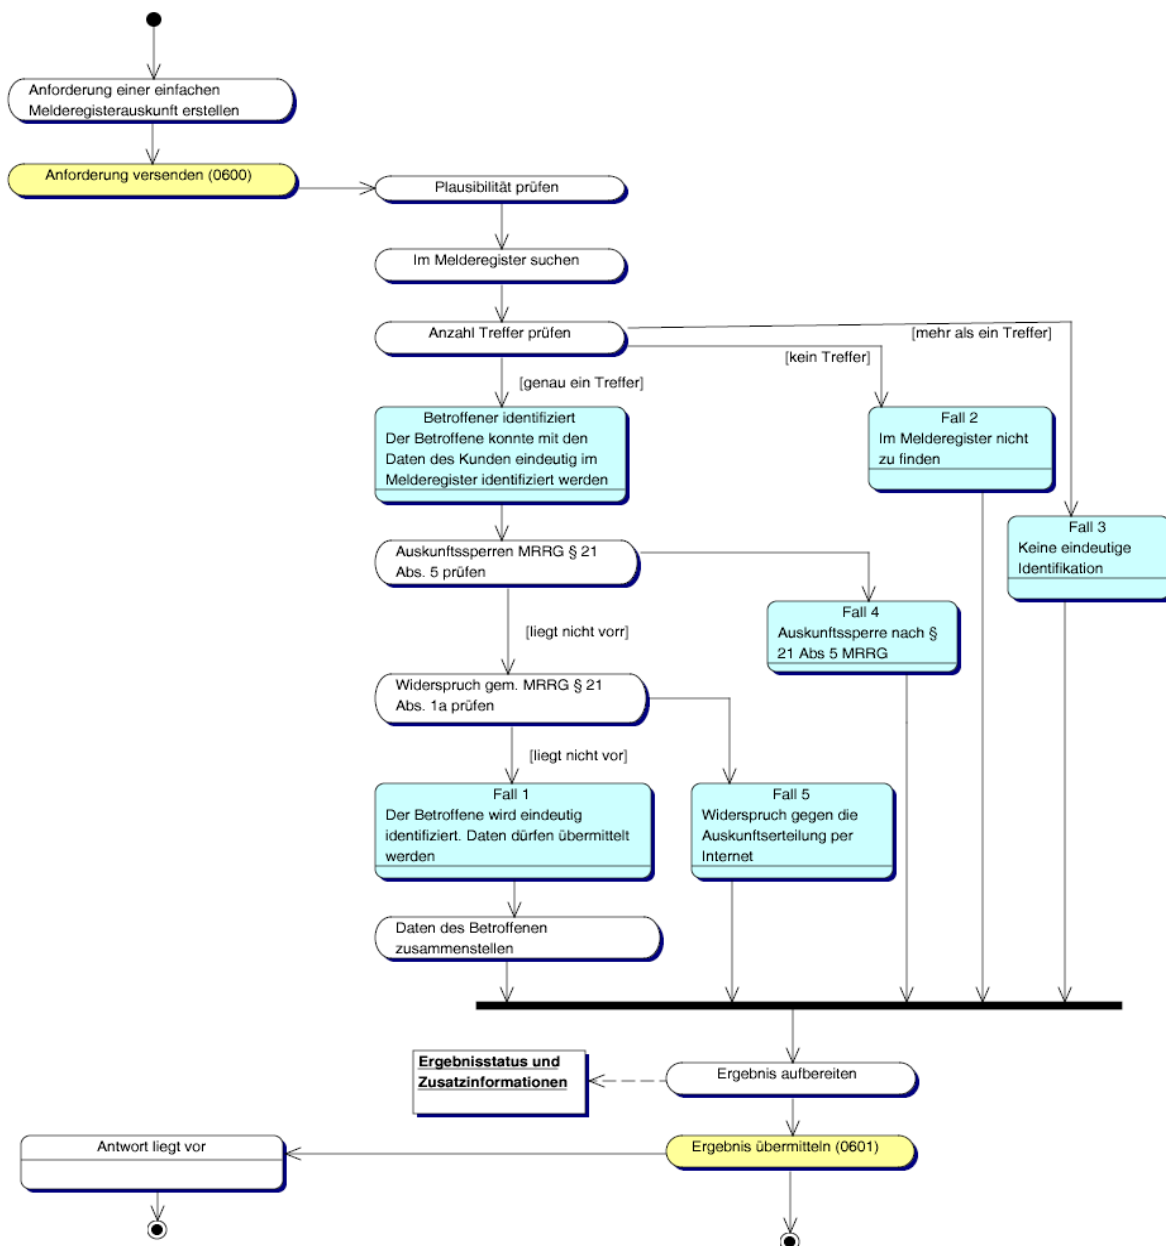 Anforderung einer einfachen
Melderegisterauskunft erstellen
Anforderung versenden (0600)
Plausibilität prüfen
Im Melderegister suchen
Anzahl Treffer prüfen
[mehr als ein Treffer]
[kein Treffer]
[genau ein Treffer]
Betroffener identifiziert
Der Betroffene konnte mit den
Daten des Kunden eindeutig im
Melderegister identifiziert werden
Fall 2
Im Melderegister nicht
zu finden
Fall 3
Keine eindeutige
Identifikation
Auskunftssperren MRRG § 21
Abs. 5 prüfen
Fall 4
Auskunftssperre nach §
21 Abs 5 MRRG
[liegt nicht vorr]
Widerspruch gem. MRRG § 21
Abs. 1a prüfen
[liegt nicht vor]
Fall 1
Der Betroffene wird eindeutig
identifiziert. Daten dürfen übermittelt
werden
Fall 5
Widerspruch gegen die
Auskunftserteilung per
Internet
Daten des Betroffenen
zusammenstellen
Ergebnisstatus und
Zusatzinformationen
Ergebnis aufbereiten
Ergebnis übermitteln (0601)
Antwort liegt vor